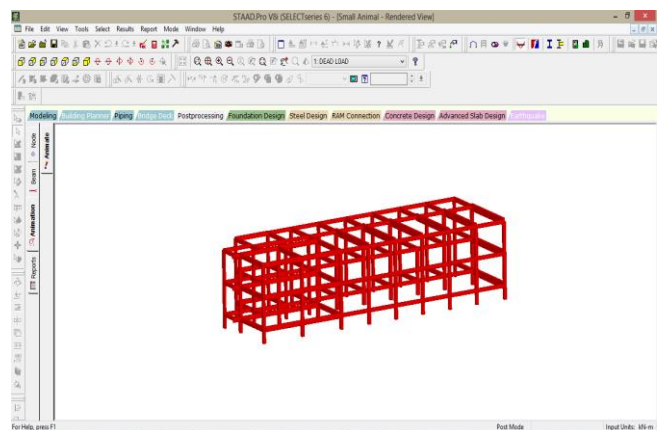 STAAD.Pro V8i (SELECTseries 6) - [Small Animal - Rendered View]
File Edit View Tools Select Results Report Mode Window Help
1: DEAD LOAD
Modeling Building Planner Piping Bridge Deck Postprocessing Foundation Design Steel Design RAM Connection Concrete Design Advanced Slab Design Earthquake
Node
Beam
Animation
Reports
Animate
For Help, press F1
Post Mode
Input Units: kN-m